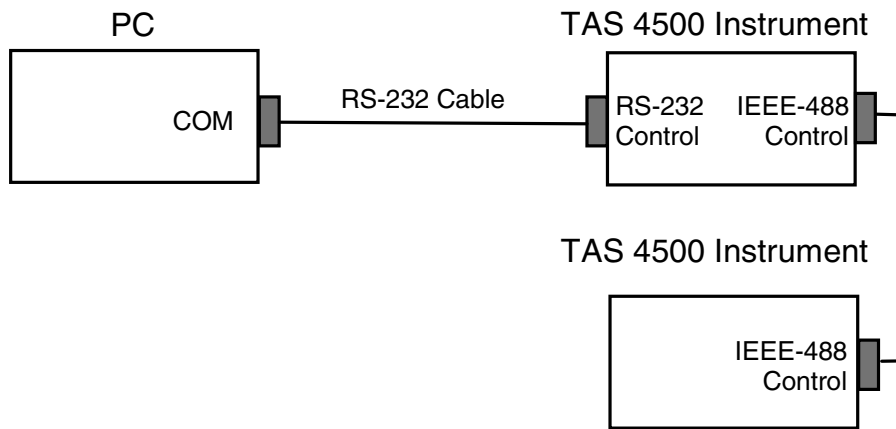 PC
TAS 4500 Instrument
COM
RS-232 Cable
RS-232
Control
IEEE-488
Control
TAS 4500 Instrument
IEEE-488
Control